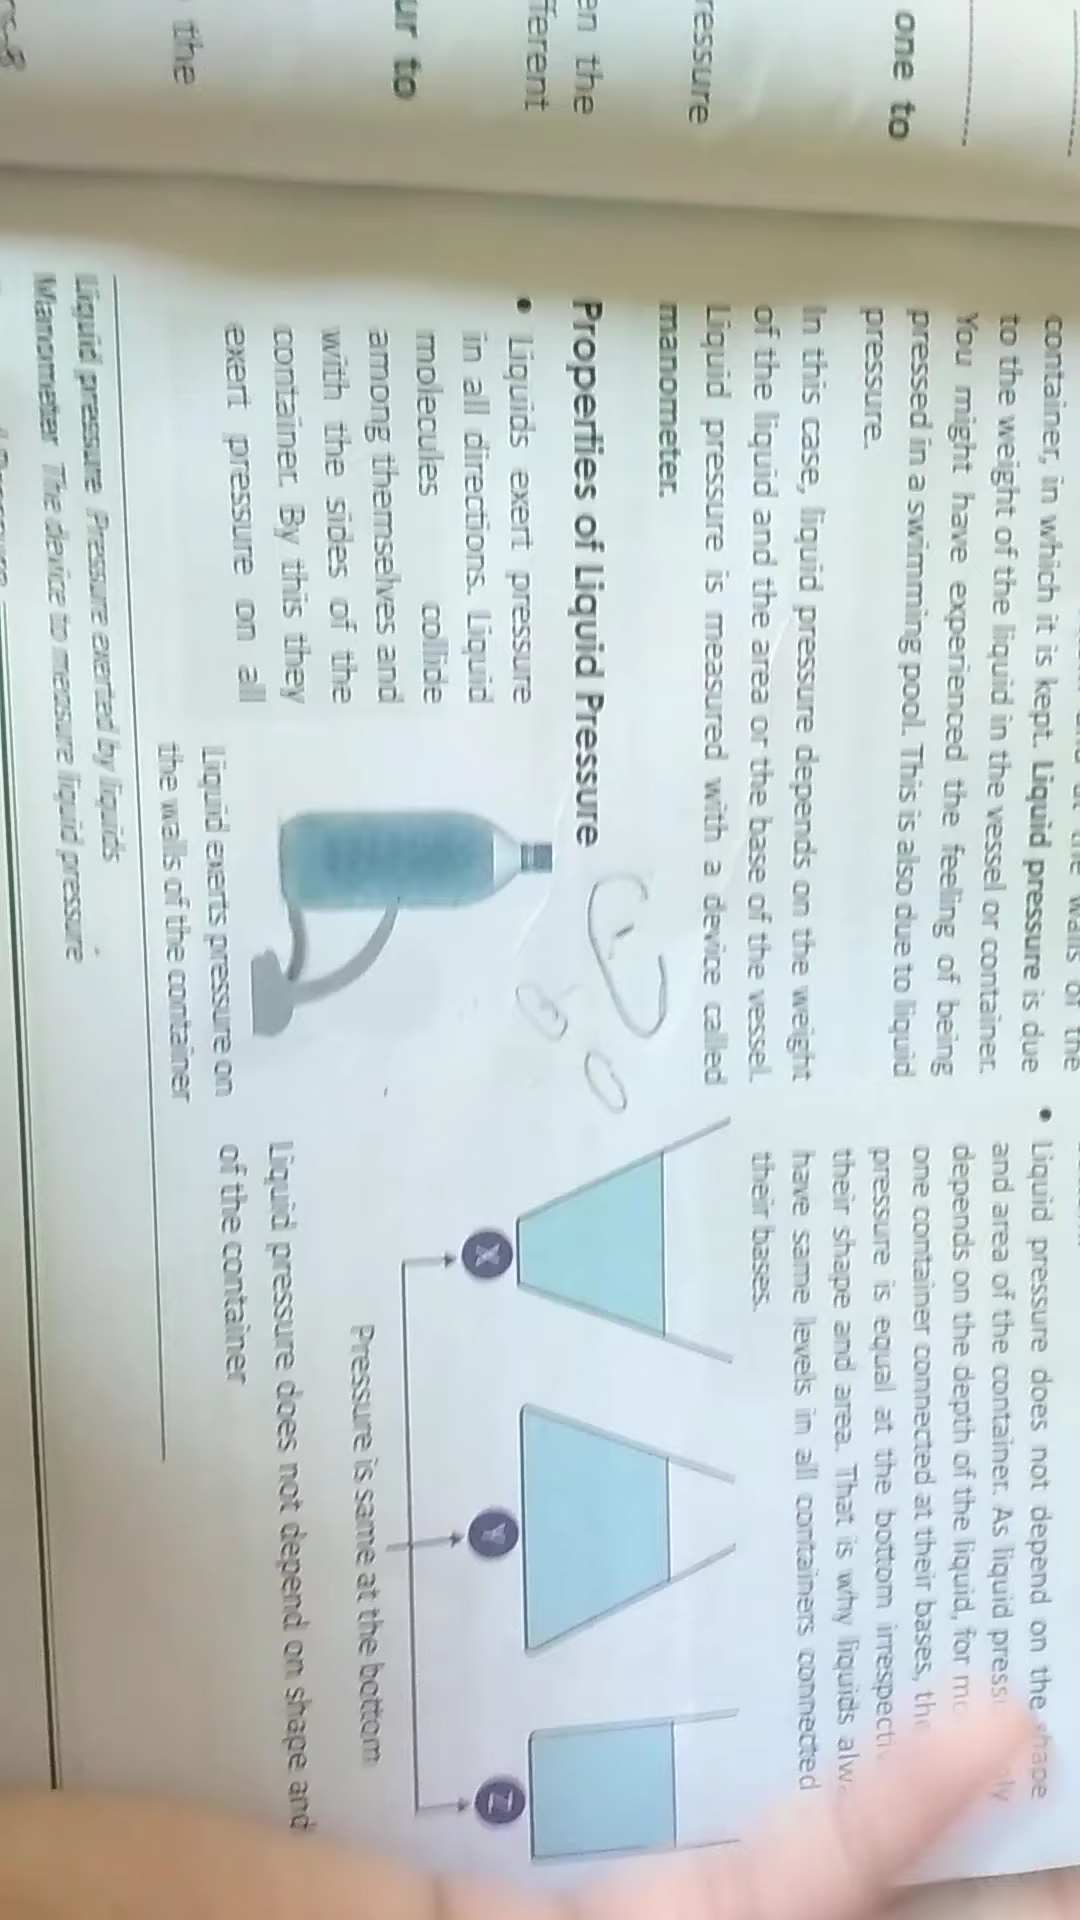 one to
ressure
en the
fferent
ur to
the
the walls of the
container, in which it is kept. Liquid pressure is due
to the weight of the liquid in the vessel or container.
You might have experienced the feeling of being
pressed in a swimming pool. This is also due to liquid
pressure.
In this case, liquid pressure depends on the weight
of the liquid and the area or the base of the vessel.
Liquid pressure is measured with a device called
manometer.
Properties of Liquid Pressure
• Liquids exert pressure
in all directions. Liquid
molecules collide
among themselves and
with the sides of the
container. By this they
exert pressure on all
Liquid exerts pressure on
the walls of the container
• Liquid pressure does not depend on the shape
and area of the container. As liquid press
depends on the depth of the liquid, for mo
one container connected at their bases, the
pressure is equal at the bottom irrespectiv
their shape and area. That is why liquids alw
have same levels in all containers connected
their bases.
X
Y
Z
Pressure is same at the bottom
Liquid pressure does not depend on shape and
of the container
Liquid pressure Pressure exerted by liquids
Manometer The device to measure liquid pressure